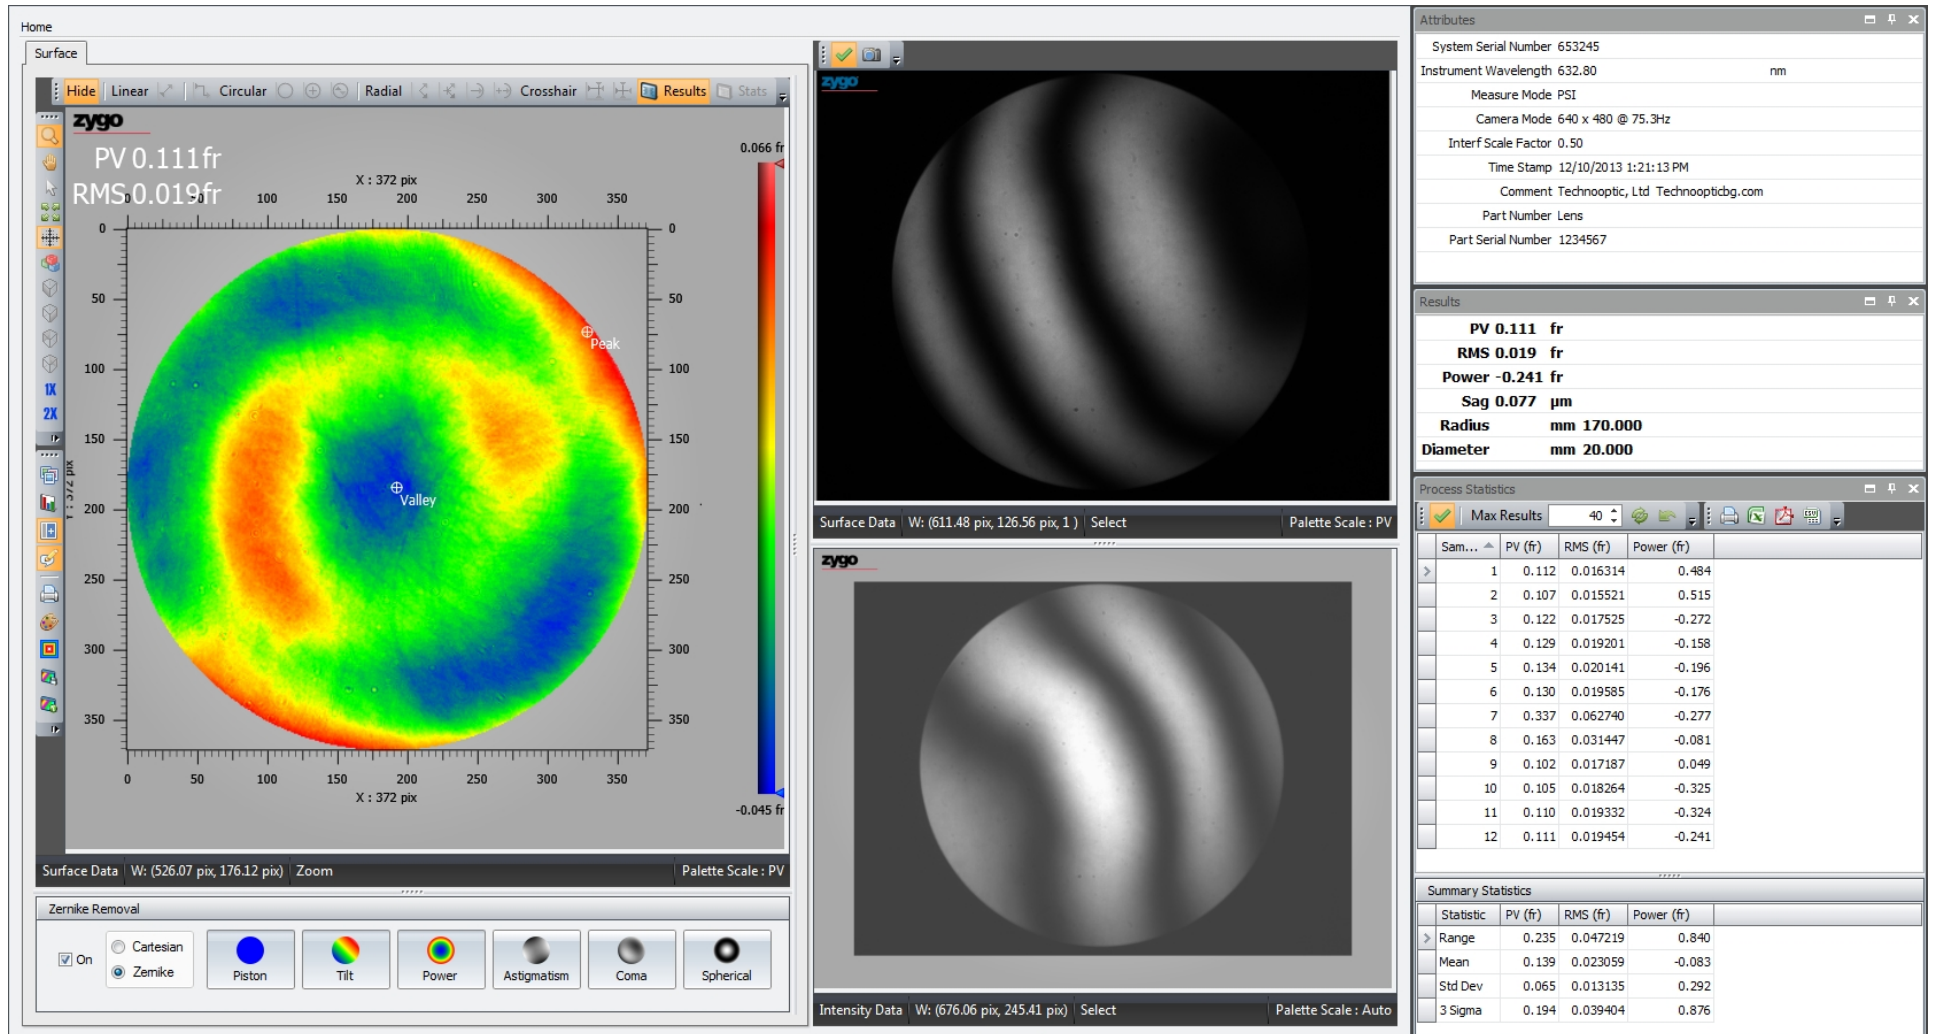 Home
Surface
Hide Linear Circular Radial Crosshair Results Stats
zygo
PV 0.111fr
RMS 0.019fr
0.066 fr
X : 372 pix
0 50 100 150 200 250 300 350
0 0
50 50
100 100
150 150
200 200
250 250
300 300
350 350
Y : 372 pix
Peak
Valley
0 50 100 150 200 250 300 350
X : 372 pix
-0.045 fr
1X
2X
Surface Data W: (526.07 pix, 176.12 pix) Zoom Palette Scale : PV
Zernike Removal
On
Cartesian
Zernike
Piston Tilt Power Astigmatism Coma Spherical
zygo
Surface Data W: (611.48 pix, 126.56 pix, 1 ) Select Palette Scale : PV
zygo
Intensity Data W: (676.06 pix, 245.41 pix) Select Palette Scale : Auto
Attributes
System Serial Number 653245
Instrument Wavelength 632.80 nm
Measure Mode PSI
Camera Mode 640 x 480 @ 75.3Hz
Interf Scale Factor 0.50
Time Stamp 12/10/2013 1:21:13 PM
Comment Technooptic, Ltd Technoopticbg.com
Part Number Lens
Part Serial Number 1234567
Results
PV 0.111 fr
RMS 0.019 fr
Power -0.241 fr
Sag 0.077 µm
Radius mm 170.000
Diameter mm 20.000
Process Statistics
Max Results 40
Sam... PV (fr) RMS (fr) Power (fr)
1 0.112 0.016314 0.484
2 0.107 0.015521 0.515
3 0.122 0.017525 -0.272
4 0.129 0.019201 -0.158
5 0.134 0.020141 -0.196
6 0.130 0.019585 -0.176
7 0.337 0.062740 -0.277
8 0.163 0.031447 -0.081
9 0.102 0.017187 0.049
10 0.105 0.018264 -0.325
11 0.110 0.019332 -0.324
12 0.111 0.019454 -0.241
Summary Statistics
Statistic PV (fr) RMS (fr) Power (fr)
Range 0.235 0.047219 0.840
Mean 0.139 0.023059 -0.083
Std Dev 0.065 0.013135 0.292
3 Sigma 0.194 0.039404 0.876